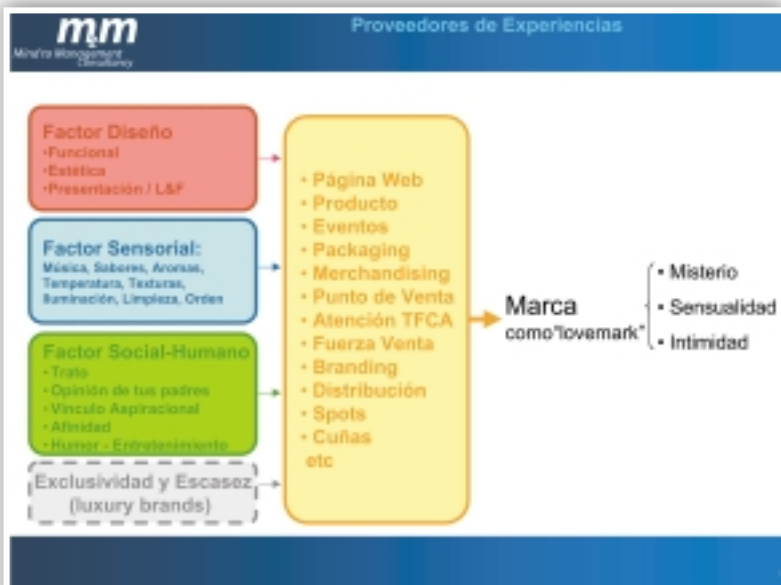 mm
Mindra Management
Consultancy
Proveedores de Experiencias
Factor Diseño
•Funcional
•Estética
•Presentación / L&F
Factor Sensorial:
Música, Sabores, Aromas,
Temperatura, Texturas,
Iluminación, Limpieza, Orden
Factor Social-Humano
•Trato
•Opinión de tus padres
•Vinculo Aspiracional
•Afinidad
•Humor - Entretenimiento
Exclusividad y Escasez
(luxury brands)
• Página Web
• Producto
• Eventos
• Packaging
• Merchandising
• Punto de Venta
• Atención TFCA
• Fuerza Venta
• Branding
• Distribución
• Spots
• Cuñas
etc
Marca
como"lovemark"
• Misterio
• Sensualidad
• Intimidad